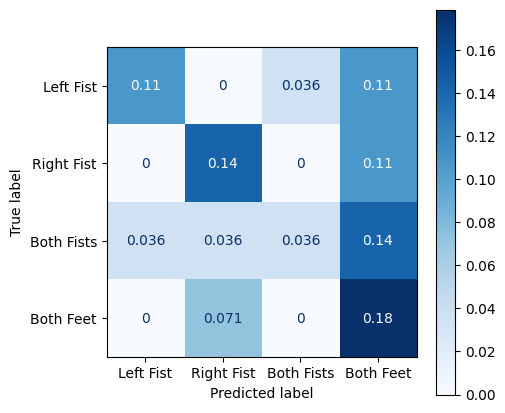 Left Fist 0.11 0 0.036 0.11
Right Fist 0 0.14 0 0.11
Both Fists 0.036 0.036 0.036 0.14
Both Feet 0 0.071 0 0.18
Left Fist Right Fist Both Fists Both Feet
Predicted label
True label
0.16
0.14
0.12
0.10
0.08
0.06
0.04
0.02
0.00